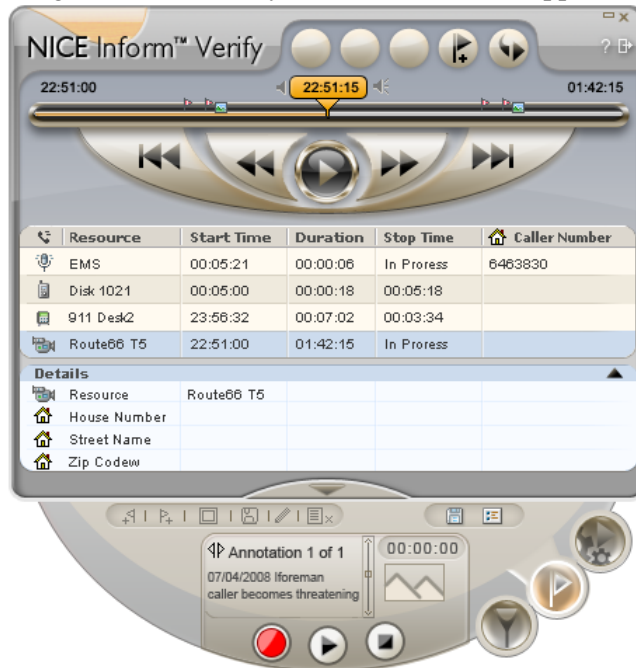 NICE Inform™ Verify
?
22:51:00 22:51:15 01:42:15
Resource Start Time Duration Stop Time Caller Number
EMS 00:05:21 00:00:06 In Proress 6463830
Disk 1021 00:05:00 00:00:18 00:05:18
911 Desk2 23:56:32 00:07:02 00:03:34
Route66 T5 22:51:00 01:42:15 In Proress
Details
Resource Route66 T5
House Number
Street Name
Zip Codew
Annotation 1 of 1 00:00:00
07/04/2008 lforeman
caller becomes threatening